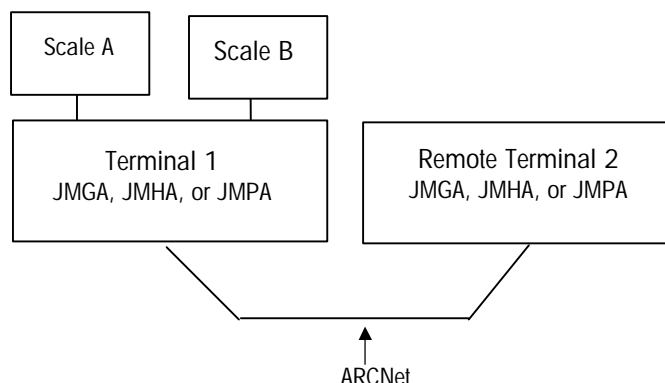 Scale A
Scale B
Terminal 1
JMGA, JMHA, or JMPA
Remote Terminal 2
JMGA, JMHA, or JMPA
ARCNet